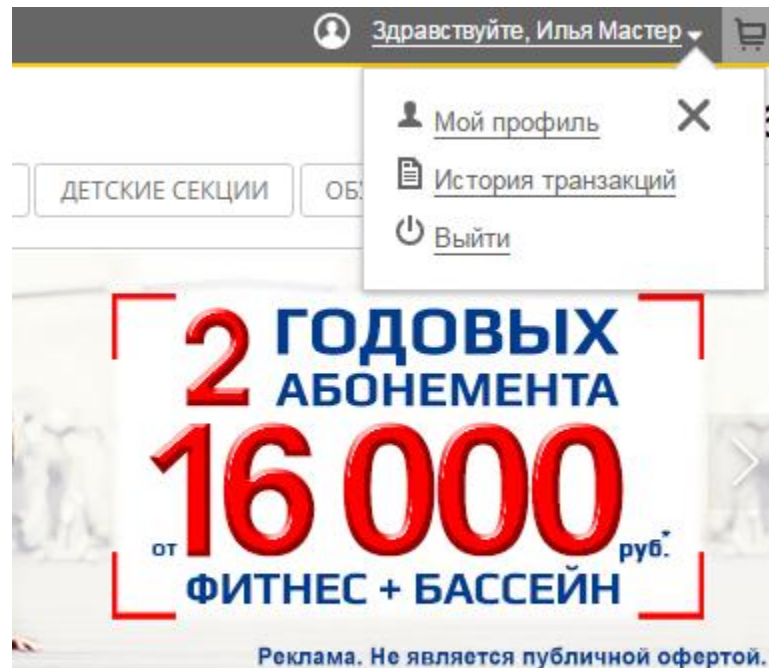 Здравствуйте, Илья Мастер
Мой профиль
История транзакций
Выйти
ДЕТСКИЕ СЕКЦИИ
2 ГОДОВЫХ
АБОНЕМЕНТА
от 16 000 руб.*
ФИТНЕС + БАССЕЙН
Реклама. Не является публичной офертой.